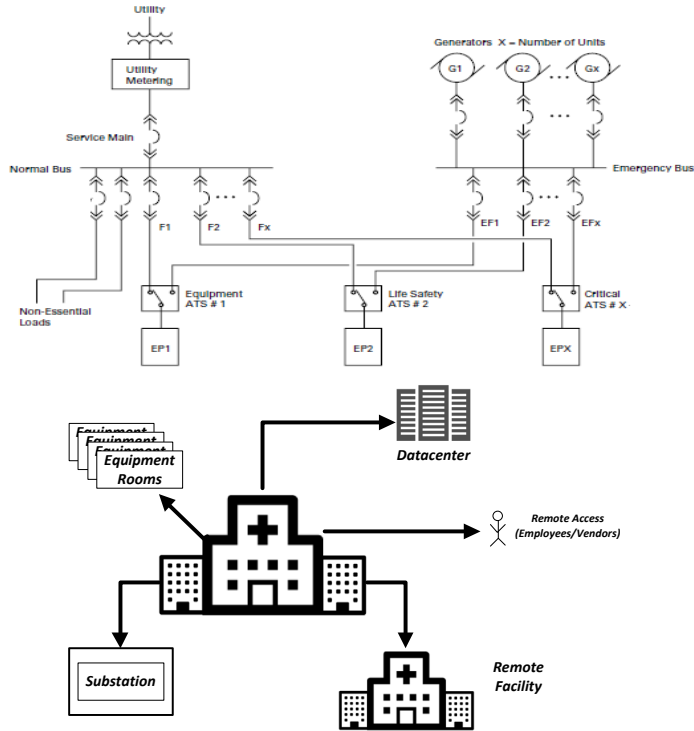 Utility
Generators X – Number of Units
G1
G2
Gx
Utility
Metering
Service Main
Normal Bus
Emergency Bus
F1
F2
Fx
EF1
EF2
EFx
Equipment
ATS # 1
Life Safety
ATS # 2
Critical
ATS # X
Non-Essential
Loads
EP1
EP2
EPX
Datacenter
Equipment
Equipment
Equipment
Equipment
Rooms
Remote Access
(Employees/Vendors)
Substation
Remote
Facility